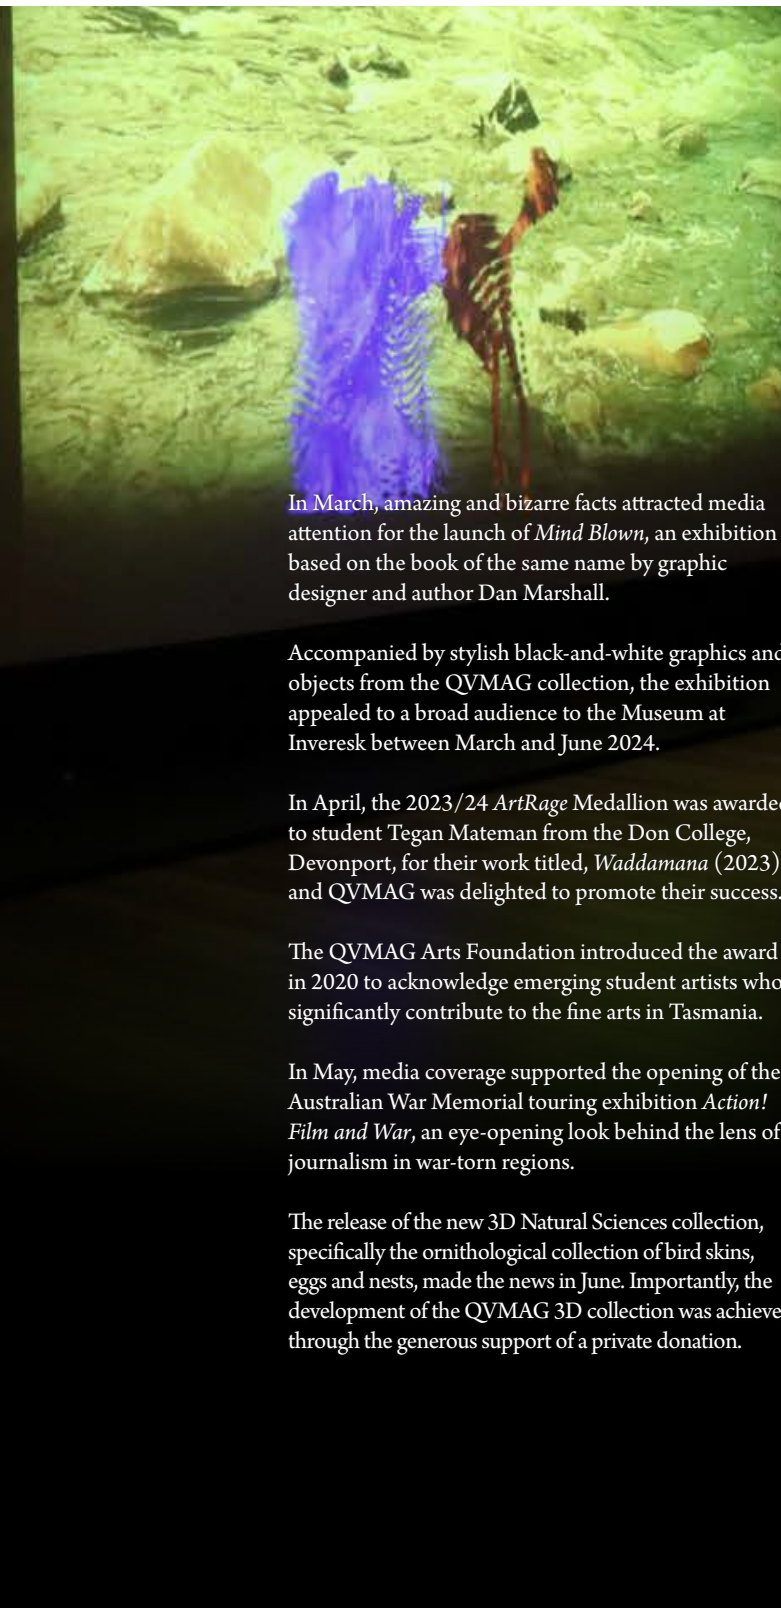 In March, amazing and bizarre facts attracted media
attention for the launch of Mind Blown, an exhibition
based on the book of the same name by graphic
designer and author Dan Marshall.
Accompanied by stylish black-and-white graphics and
objects from the QVMAG collection, the exhibition
appealed to a broad audience to the Museum at
Inveresk between March and June 2024.
In April, the 2023/24 ArtRage Medallion was awarded
to student Tegan Mateman from the Don College,
Devonport, for their work titled, Waddamana (2023)
and QVMAG was delighted to promote their success.
The QVMAG Arts Foundation introduced the award
in 2020 to acknowledge emerging student artists who
significantly contribute to the fine arts in Tasmania.
In May, media coverage supported the opening of the
Australian War Memorial touring exhibition Action!
Film and War, an eye-opening look behind the lens of
journalism in war-torn regions.
The release of the new 3D Natural Sciences collection,
specifically the ornithological collection of bird skins,
eggs and nests, made the news in June. Importantly, the
development of the QVMAG 3D collection was achieve
through the generous support of a private donation.